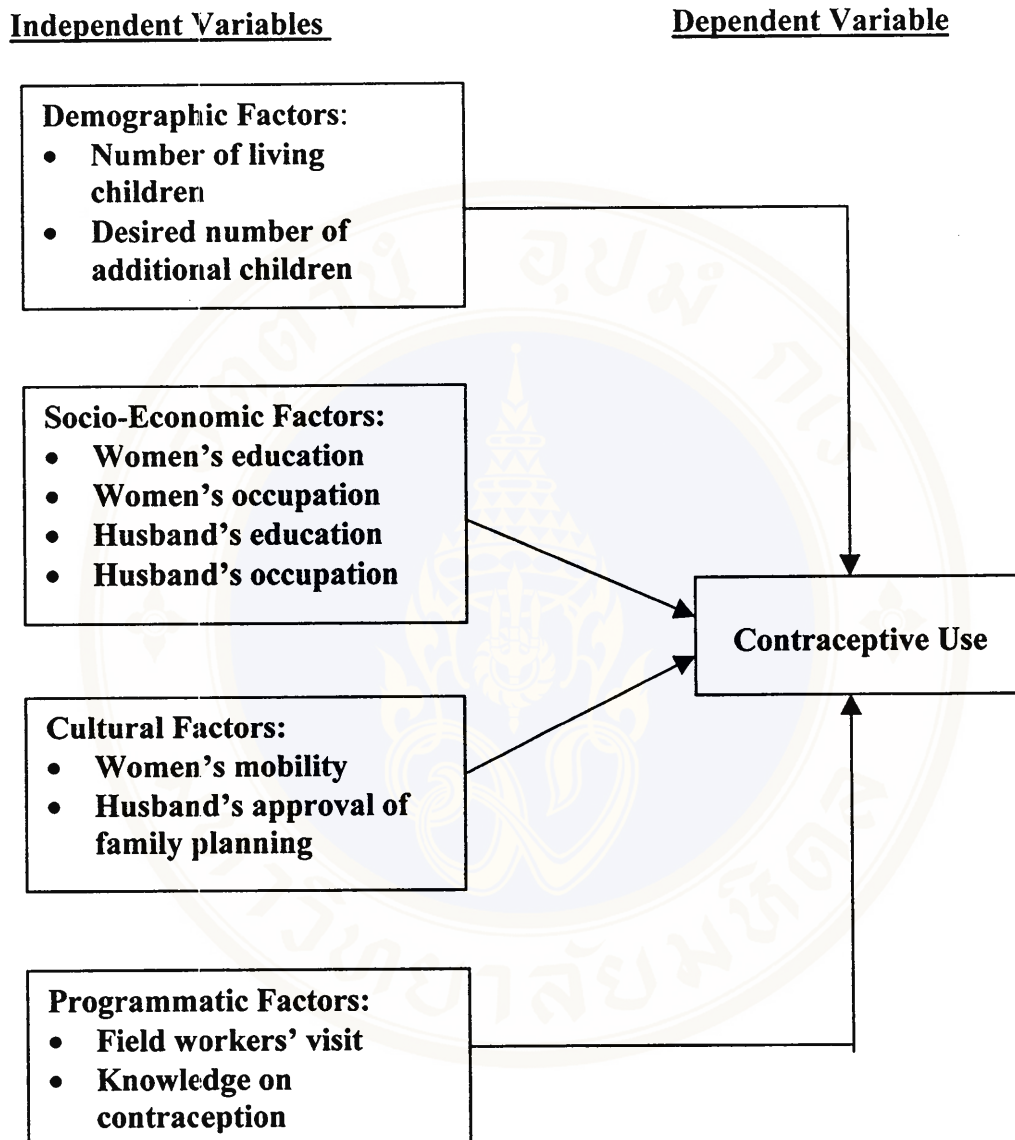 Independent Variables
Dependent Variable
Demographic Factors:
• Number of living
children
• Desired number of
additional children
Socio-Economic Factors:
• Women's education
• Women's occupation
• Husband's education
• Husband's occupation
Contraceptive Use
Cultural Factors:
• Women's mobility
• Husband's approval of
family planning
Programmatic Factors:
• Field workers' visit
• Knowledge on
contraception